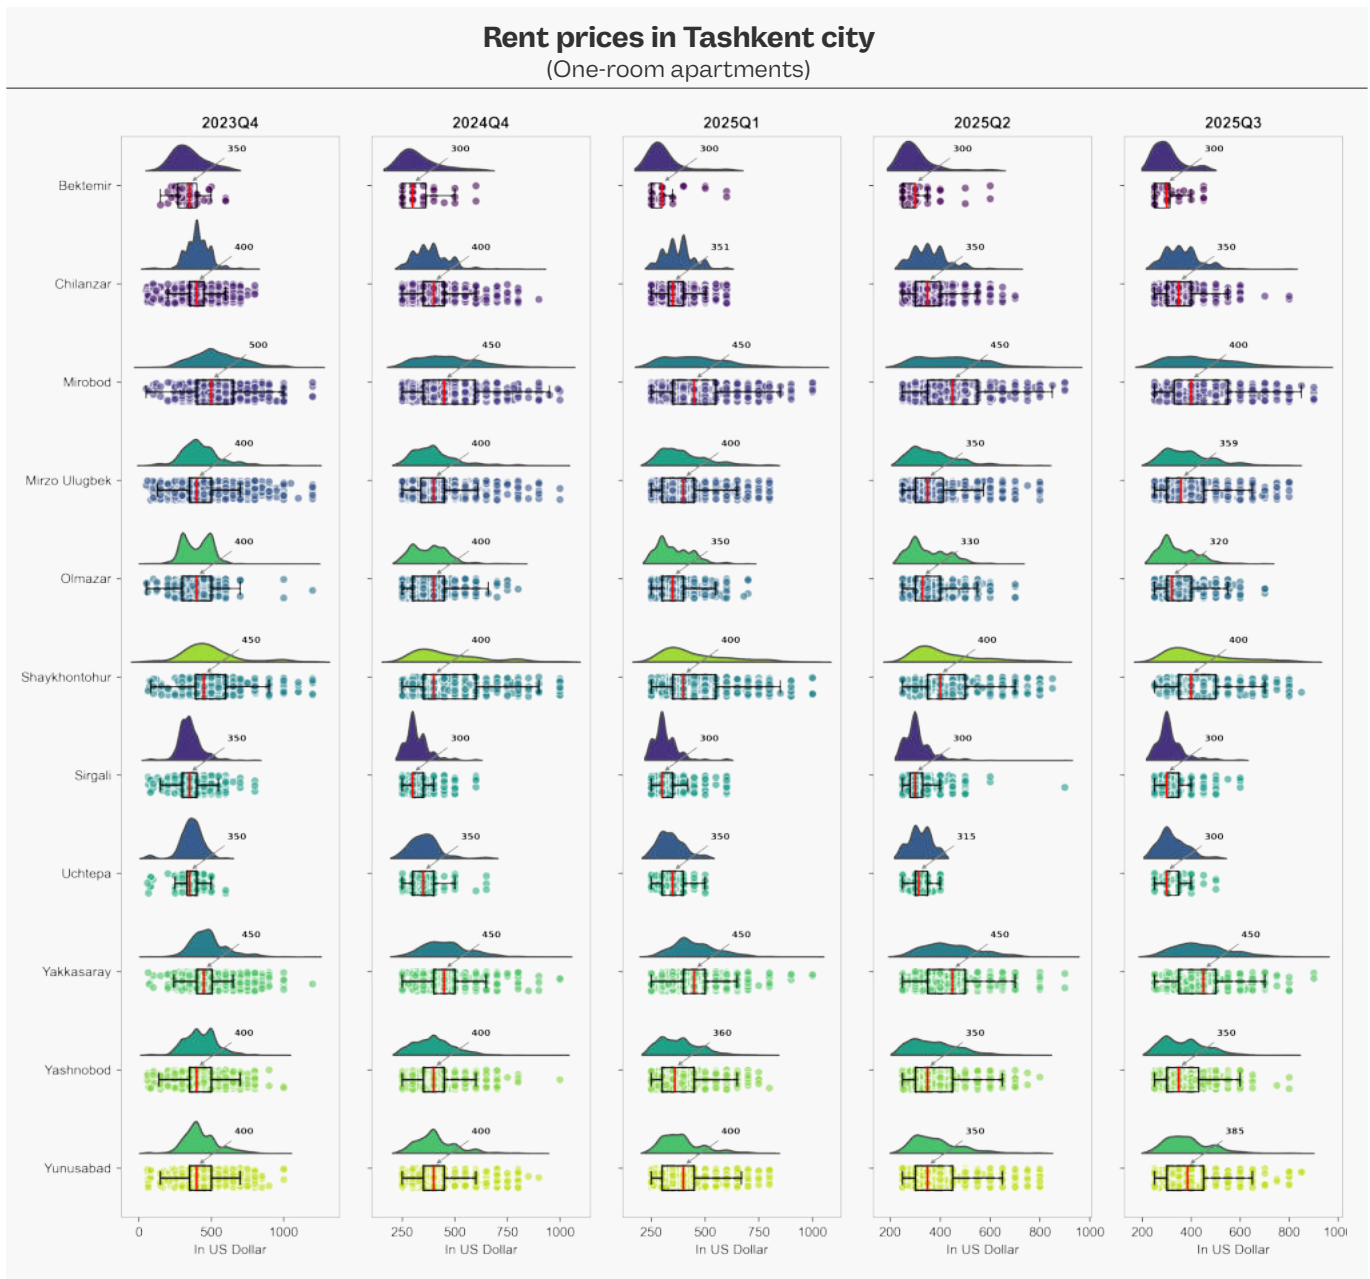 Rent prices in Tashkent city
(One-room apartments)
2023Q4 2024Q4 2025Q1 2025Q2 2025Q3
Bektemir 350 300 300 300 300
Chilanzar 400 400 351 350 350
Mirobod 500 450 450 450 400
Mirzo Ulugbek 400 400 400 350 359
Olmazar 400 400 350 330 320
Shaykhontohur 450 400 400 400 400
Sirgali 350 300 300 300 300
Uchtepa 350 350 350 315 300
Yakkasaray 450 450 450 450 450
Yashnobod 400 400 360 350 350
Yunusabad 400 400 400 350 385
0 500 1000 250 500 750 1000 250 500 750 1000 200 400 600 800 1000 200 400 600 800 100
In US Dollar In US Dollar In US Dollar In US Dollar In US Dollar